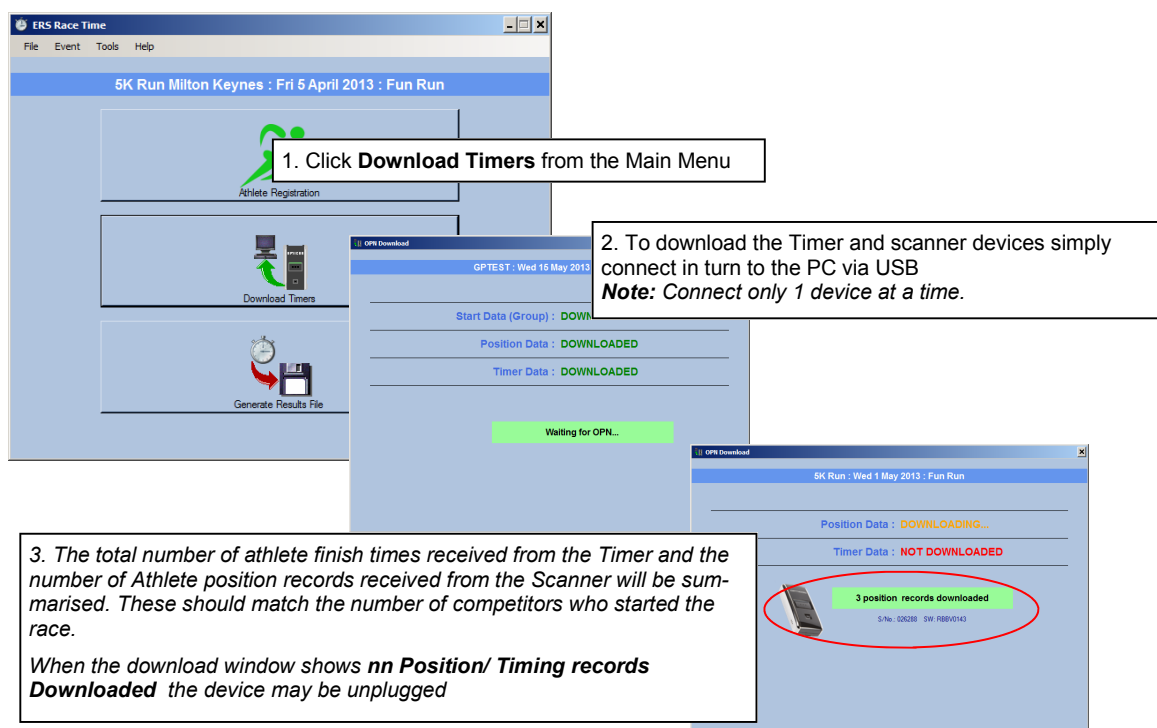 ERS Race Time
File Event Tools Help
5K Run Milton Keynes : Fri 5 April 2013 : Fun Run
1. Click Download Timers from the Main Menu
Athlete Registration
Download Timers
Generate Results File
2. To download the Timer and scanner devices simply
connect in turn to the PC via USB
Note: Connect only 1 device at a time.
OPN Download
GPTEST : Wed 15 May 2013
Start Data (Group) : DOWN
Position Data : DOWNLOADED
Timer Data : DOWNLOADED
Waiting for OPN...
OPN Download
5K Run : Wed 1 May 2013 : Fun Run
Position Data : DOWNLOADING...
Timer Data : NOT DOWNLOADED
3 position records downloaded
S/No.: 026288 SW: RBBV0143
3. The total number of athlete finish times received from the Timer and the
number of Athlete position records received from the Scanner will be sum-
marised. These should match the number of competitors who started the
race.
When the download window shows nn Position/ Timing records
Downloaded the device may be unplugged